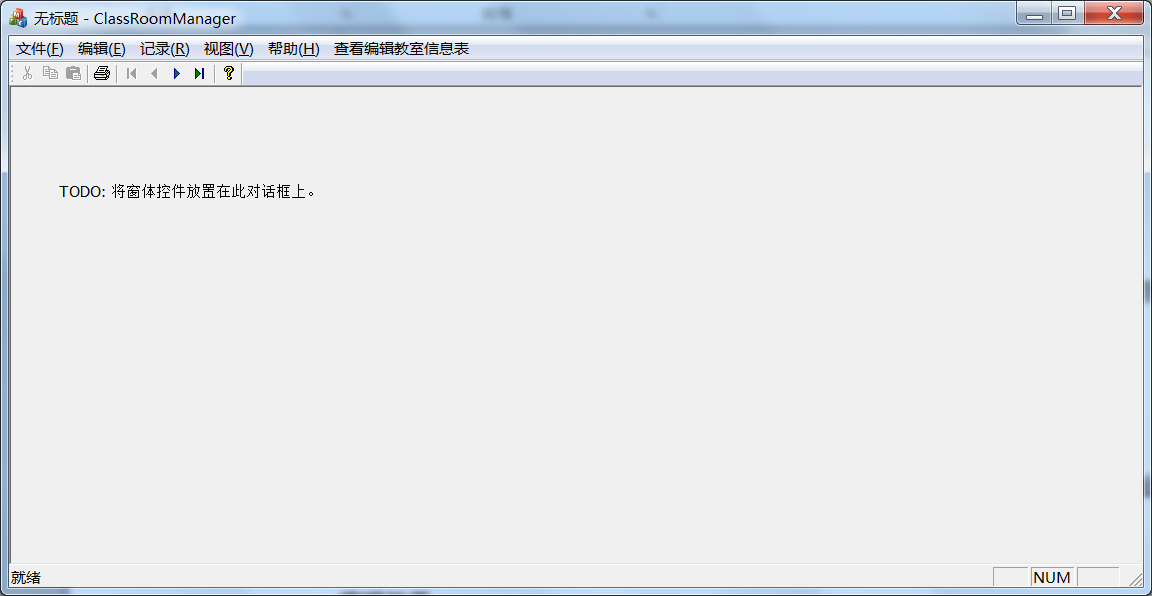 无标题 - ClassRoomManager
文件(F) 编辑(E) 记录(R) 视图(V) 帮助(H) 查看编辑教室信息表
TODO: 将窗体控件放置在此对话框上。
就绪 NUM